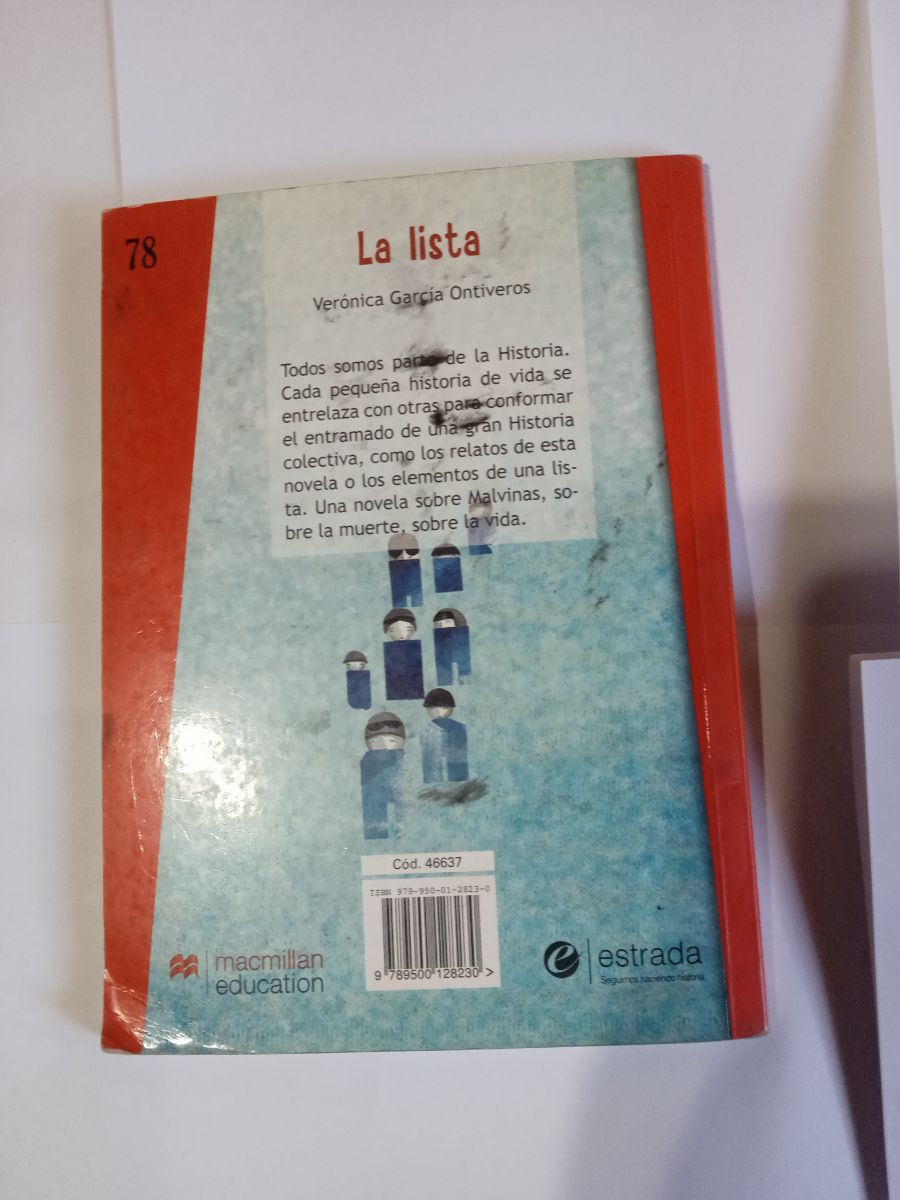 78
La lista
Verónica García Ontiveros
Todos somos parte de la Historia.
Cada pequeña historia de vida se
entrelaza con otras para conformar
el entramado de una gran Historia
colectiva, como los relatos de esta
novela o los elementos de una lis-
ta. Una novela sobre Malvinas, so-
bre la muerte, sobre la vida.
Cód. 46637
ISBN 978-950-01-2823-0
9 789500 128230 >
macmillan
education
e estrada
Seguimos haciendo historia